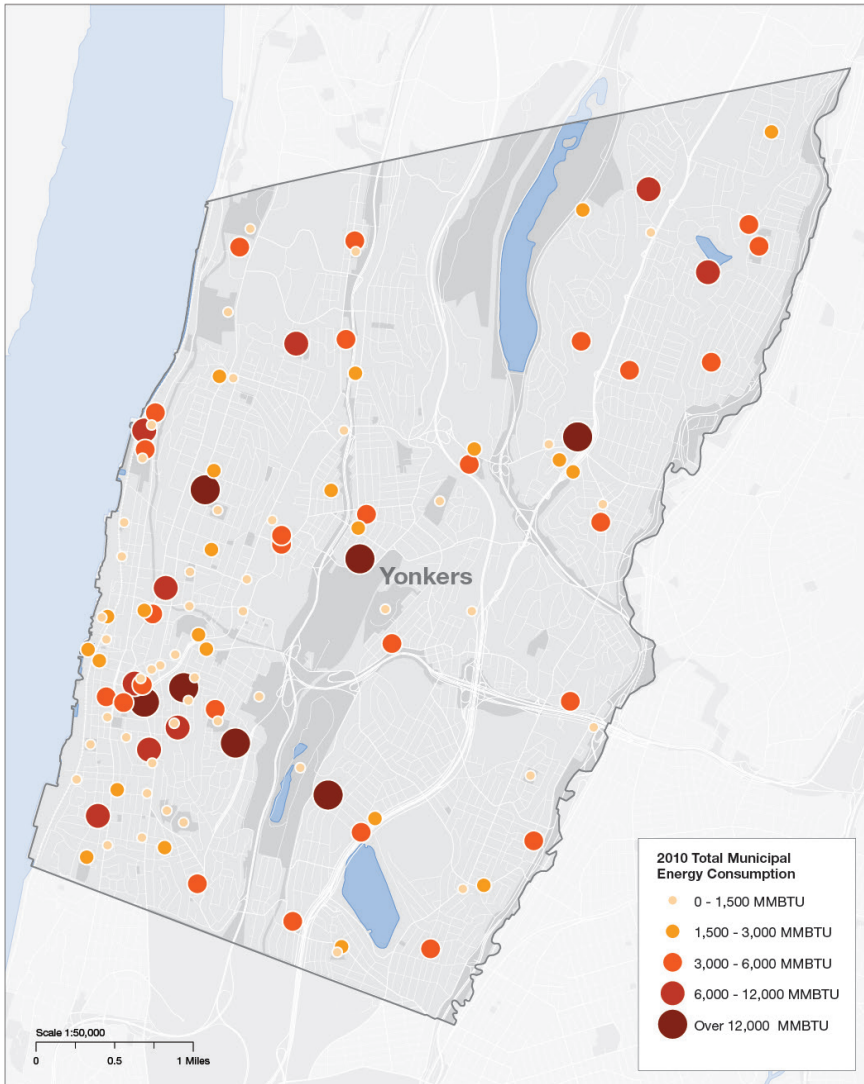 Yonkers
2010 Total Municipal
Energy Consumption
0 - 1,500 MMBTU
1,500 - 3,000 MMBTU
3,000 - 6,000 MMBTU
6,000 - 12,000 MMBTU
Over 12,000 MMBTU
Scale 1:50,000
0 0.5 1 Miles